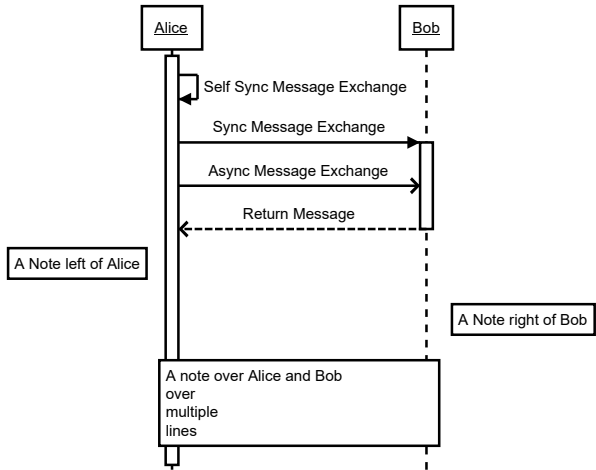 Alice
Bob
Self Sync Message Exchange
Sync Message Exchange
Async Message Exchange
Return Message
A Note left of Alice
A Note right of Bob
A note over Alice and Bob
over
multiple
lines